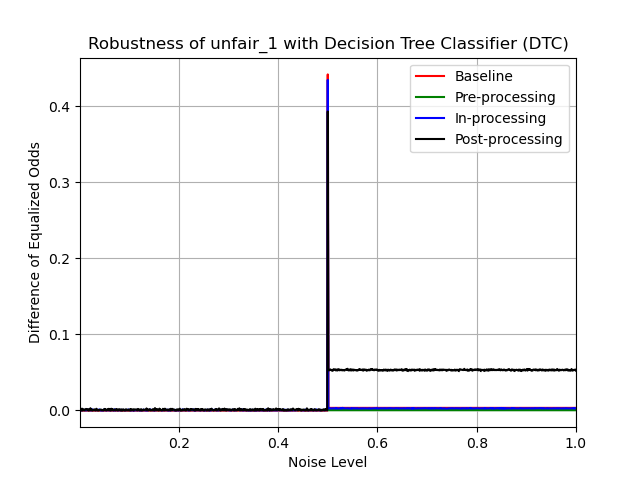 Robustness of unfair_1 with Decision Tree Classifier (DTC)
Baseline
Pre-processing
In-processing
Post-processing
Difference of Equalized Odds
0.4
0.3
0.2
0.1
0.0
0.2 0.4 0.6 0.8 1.0
Noise Level